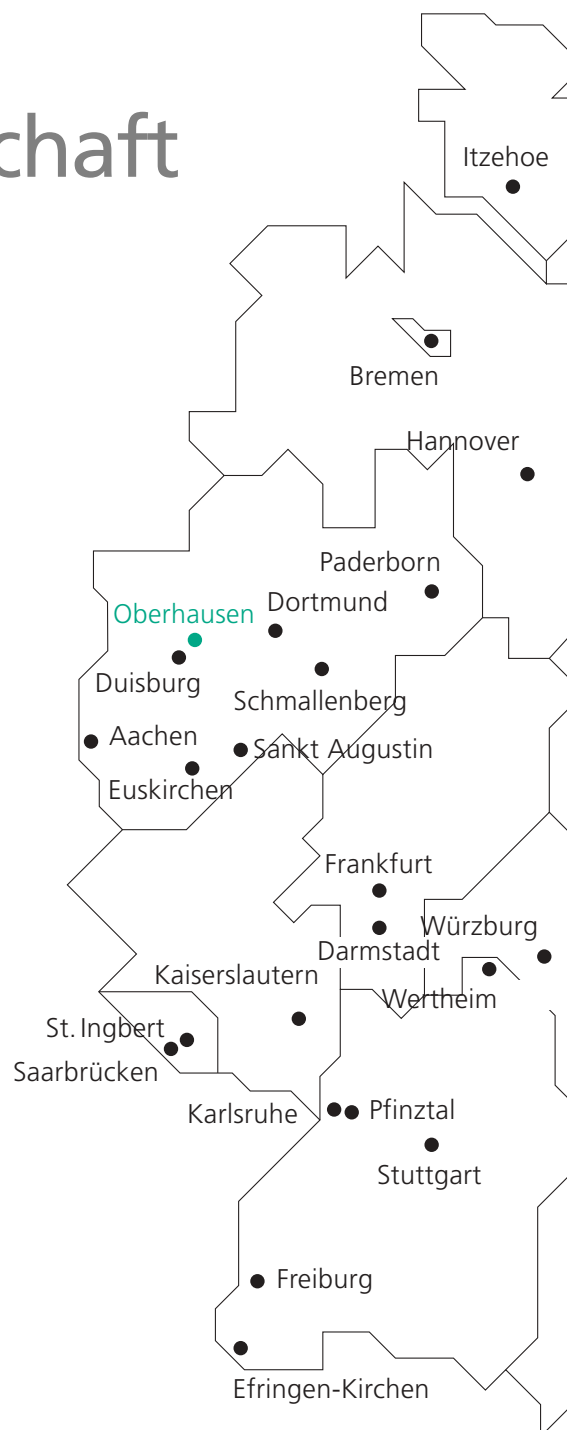 chaft
Itzehoe
Bremen
Hannover
Paderborn
Oberhausen
Dortmund
Duisburg
Schmallenberg
Aachen
Sankt Augustin
Euskirchen
Frankfurt
Würzburg
Darmstadt
Kaiserslautern
Wertheim
St. Ingbert
Saarbrücken
Karlsruhe
Pfinztal
Stuttgart
Freiburg
Efringen-Kirchen